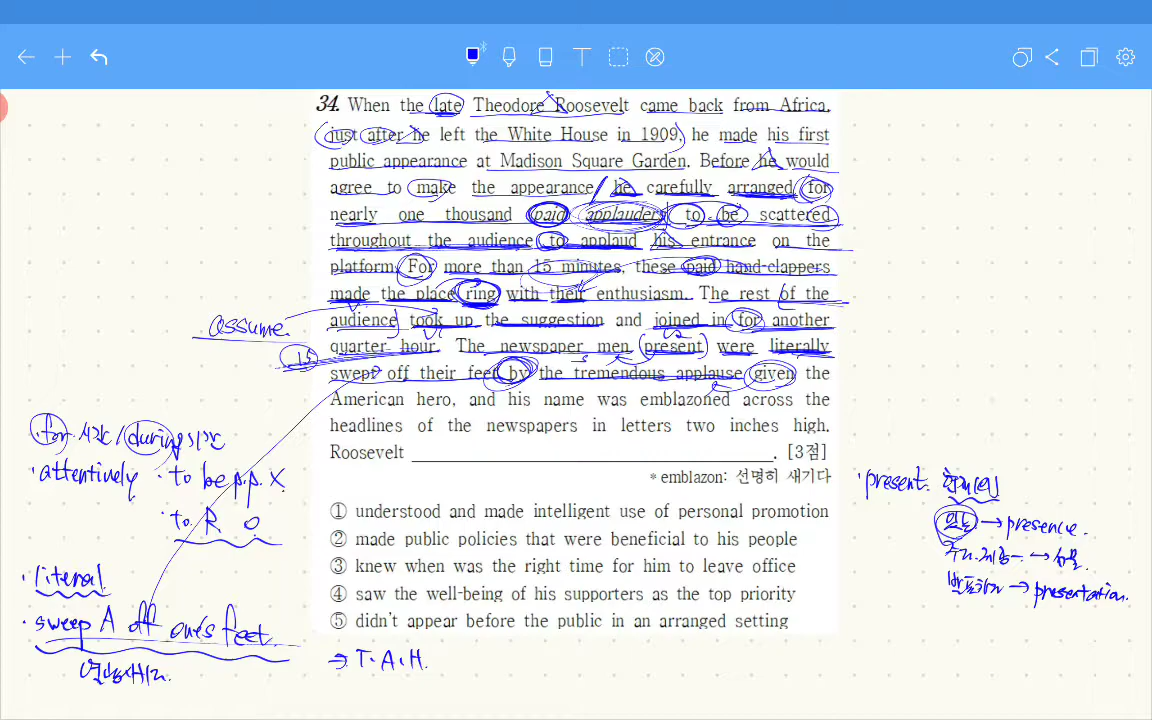 34. When the late Theodore Roosevelt came back from Africa,
just after he left the White House in 1909, he made his first
public appearance at Madison Square Garden. Before he would
agree to make the appearance, he carefully arranged for
nearly one thousand paid applauders to be scattered
throughout the audience to applaud his entrance on the
platform. For more than 15 minutes, these paid hand-clappers
made the place ring with their enthusiasm. The rest of the
audience took up the suggestion and joined in for another
quarter hour. The newspaper men present were literally
swept off their feet by the tremendous applause given the
American hero, and his name was emblazoned across the
headlines of the newspapers in letters two inches high.
Roosevelt ______. [3점]
* emblazon: 선명히 새기다
① understood and made intelligent use of personal promotion
② made public policies that were beneficial to his people
③ knew when was the right time for him to leave office
④ saw the well-being of his supporters as the top priority
⑤ didn't appear before the public in an arranged setting
assume.
15
·for /during
·attentively · to be p.p. X
· to R O
· literal
· sweep A off one's feet.
→ T.A.H.
·present.
→ presence.
→ presentation.